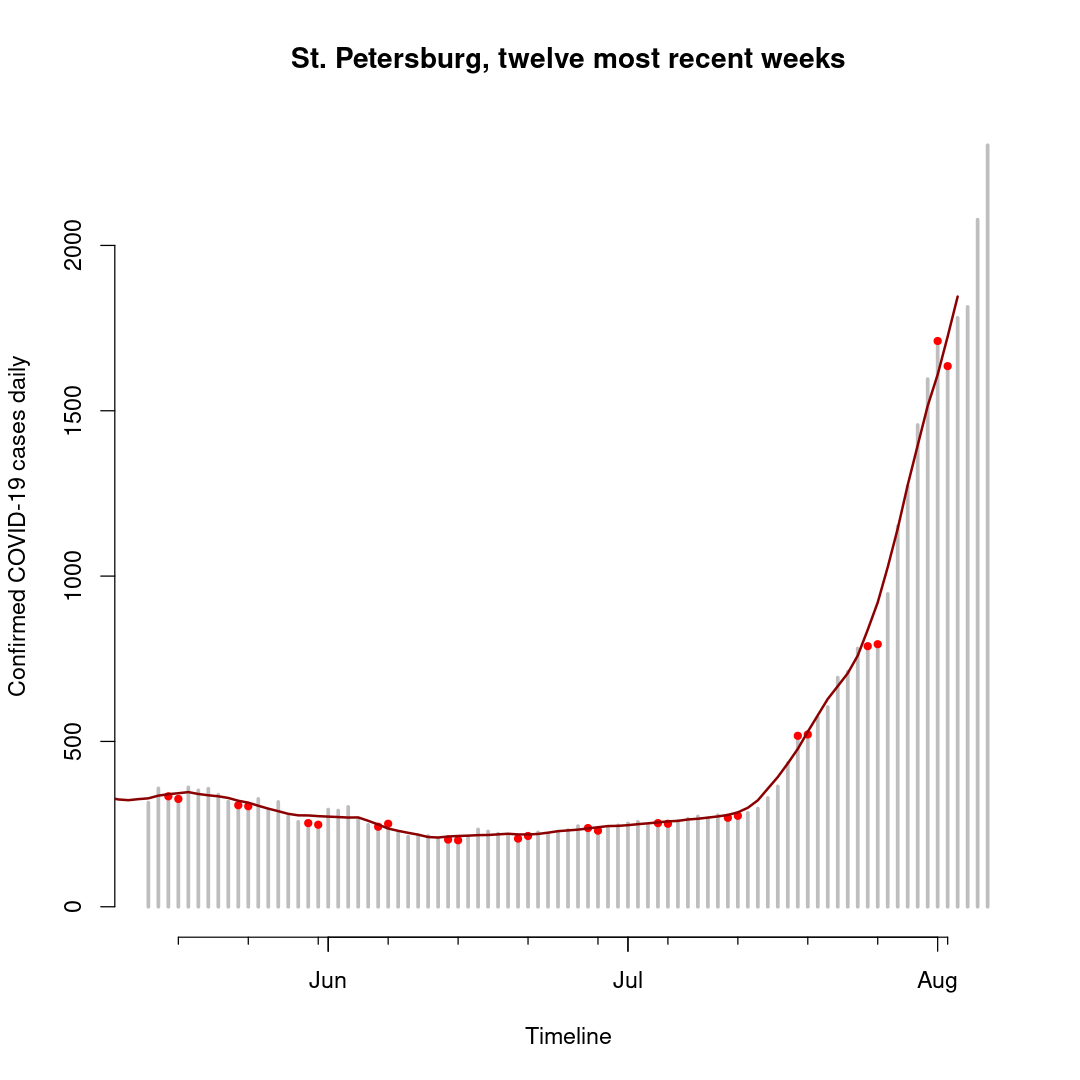 St. Petersburg, twelve most recent weeks
Confirmed COVID-19 cases daily
2000
1500
1000
500
0
Jun Jul Aug
Timeline